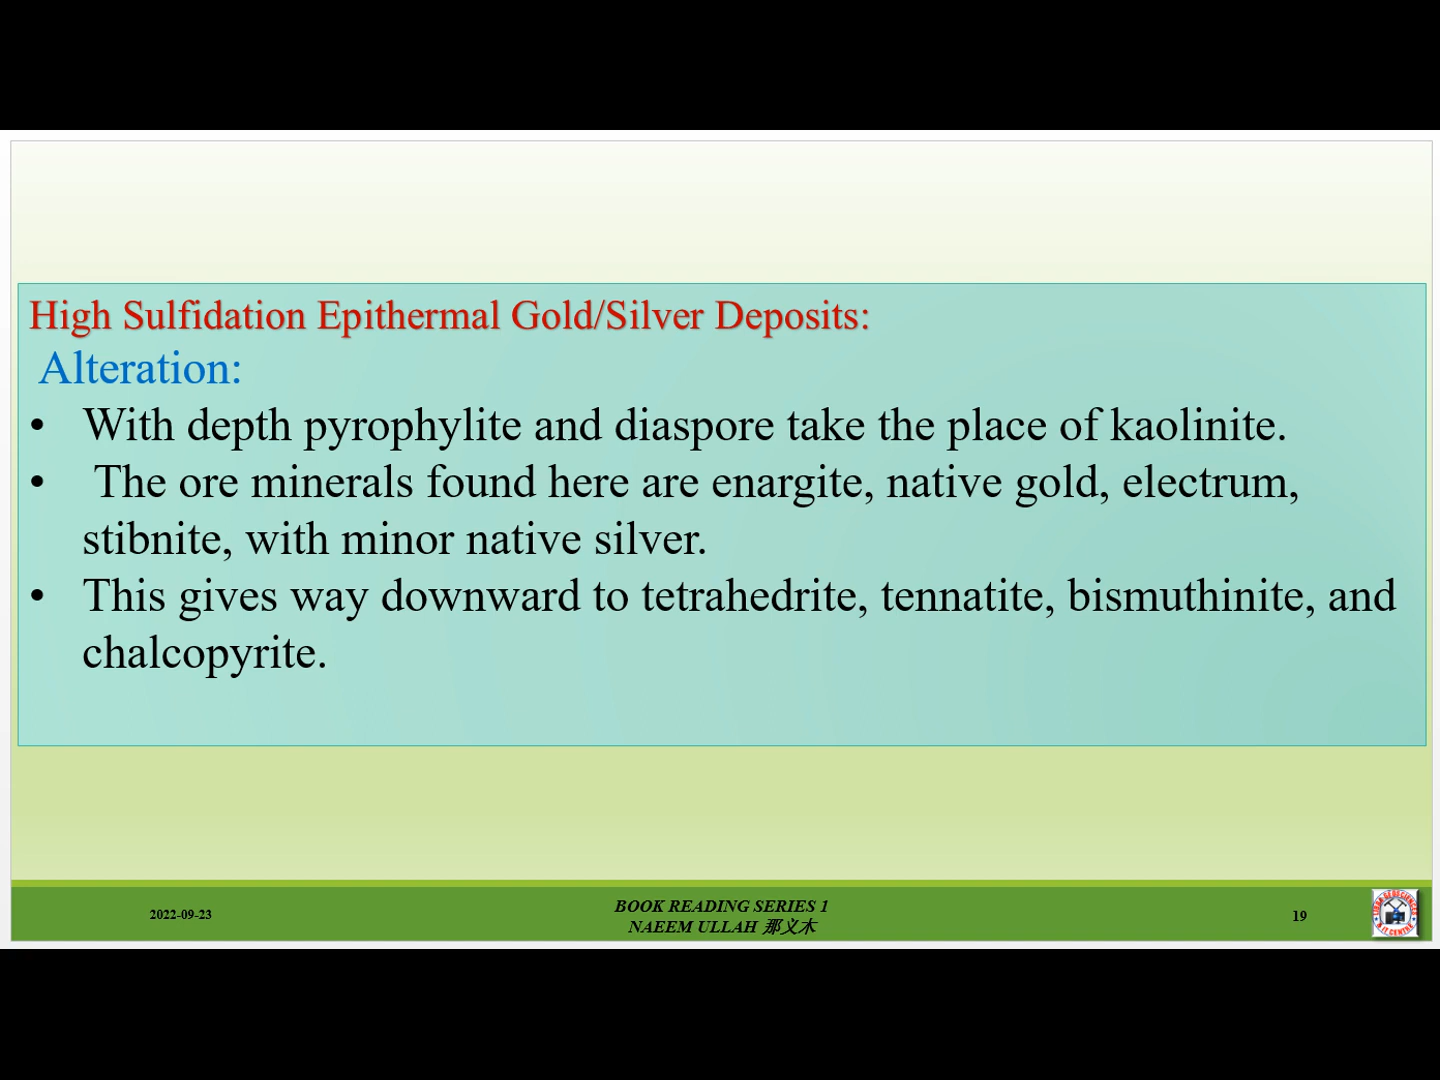 High Sulfidation Epithermal Gold/Silver Deposits:
Alteration:
• With depth pyrophylite and diaspore take the place of kaolinite.
• The ore minerals found here are enargite, native gold, electrum,
stibnite, with minor native silver.
• This gives way downward to tetrahedrite, tennatite, bismuthinite, and
chalcopyrite.
2022-09-23
BOOK READING SERIES 1
NAEEM ULLAH 那义木
19